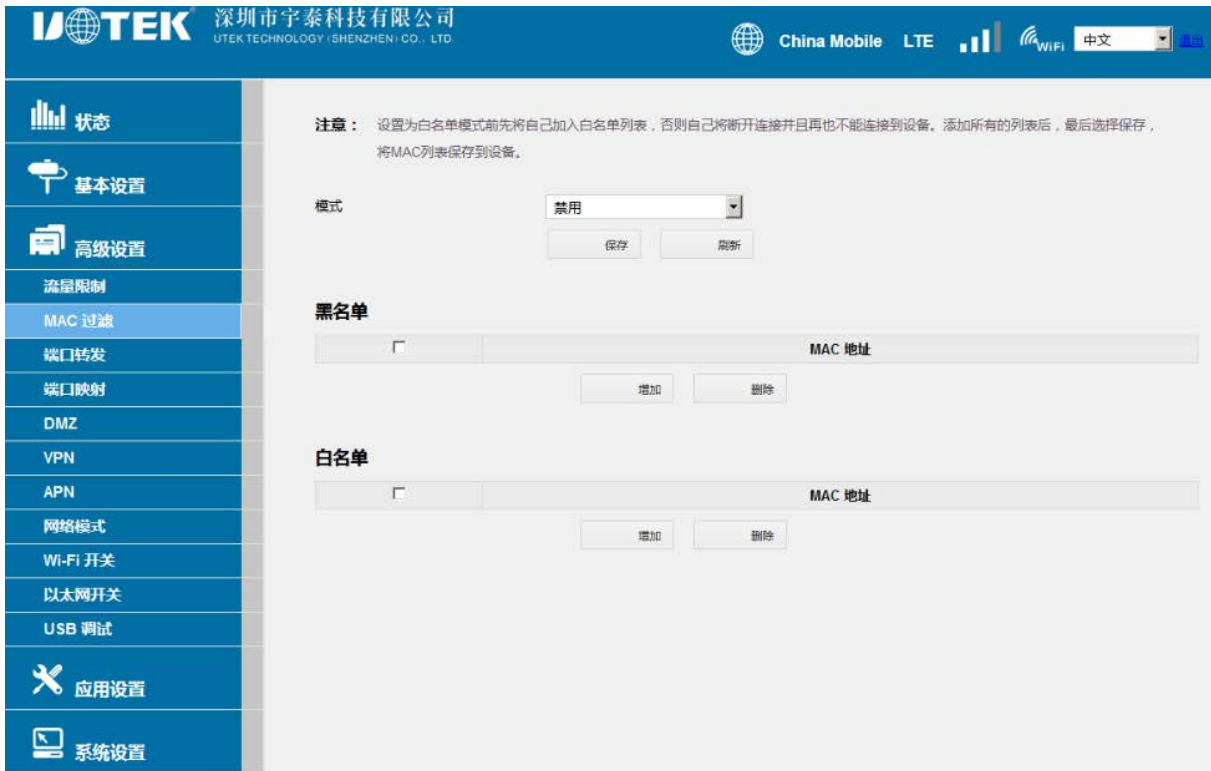 UOTEK 深圳市宇泰科技有限公司
UTEK TECHNOLOGY (SHENZHEN) CO., LTD.
China Mobile LTE WiFi 中文 退出
状态
基本设置
高级设置
流量限制
MAC 过滤
端口转发
端口映射
DMZ
VPN
APN
网络模式
Wi-Fi 开关
以太网开关
USB 调试
应用设置
系统设置
注意： 设置为白名单模式前先将自己加入白名单列表，否则自己将断开连接并且再也不能连接到设备。添加所有的列表后，最后选择保存，
将MAC列表保存到设备。
模式 禁用
保存 刷新
黑名单
MAC 地址
增加 删除
白名单
MAC 地址
增加 删除